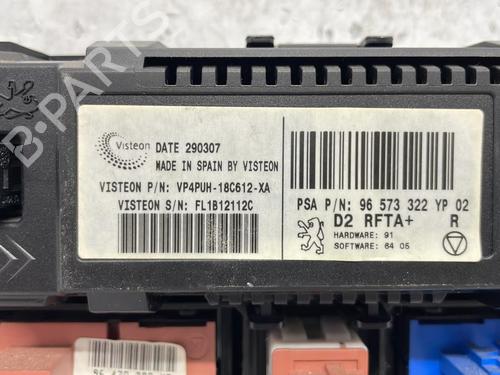 Visteon
DATE 290307
MADE IN SPAIN BY VISTEON
VISTEON P/N: VP4PUH-18C612-XA
VISTEON S/N: FL1B12112C
PSA P/N: 96 573 322 YP 02
D2 RFTA+ R
HARDWARE: 91
SOFTWARE: 64 05
B-PARTS